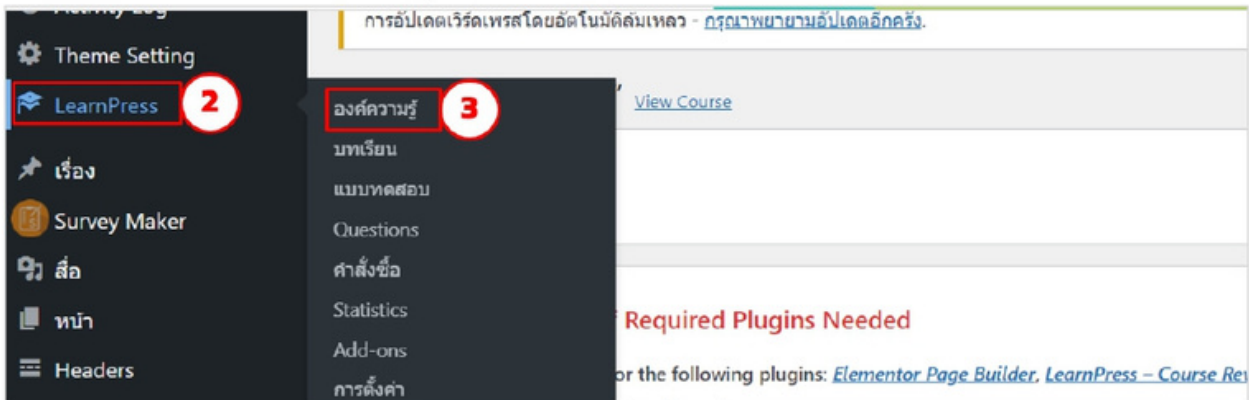 การอัปเดตเวิร์ดเพรสโดยอัตโนมัติล้มเหลว - กรุณาพยายามอัปเดตอีกครั้ง.
Theme Setting
LearnPress
2
องค์ความรู้
3
View Course
บทเรียน
เรื่อง
แบบทดสอบ
Survey Maker
Questions
สื่อ
คำสั่งซื้อ
หน้า
Statistics
Required Plugins Needed
Add-ons
Headers
การตั้งค่า
or the following plugins: Elementor Page Builder, LearnPress – Course Re